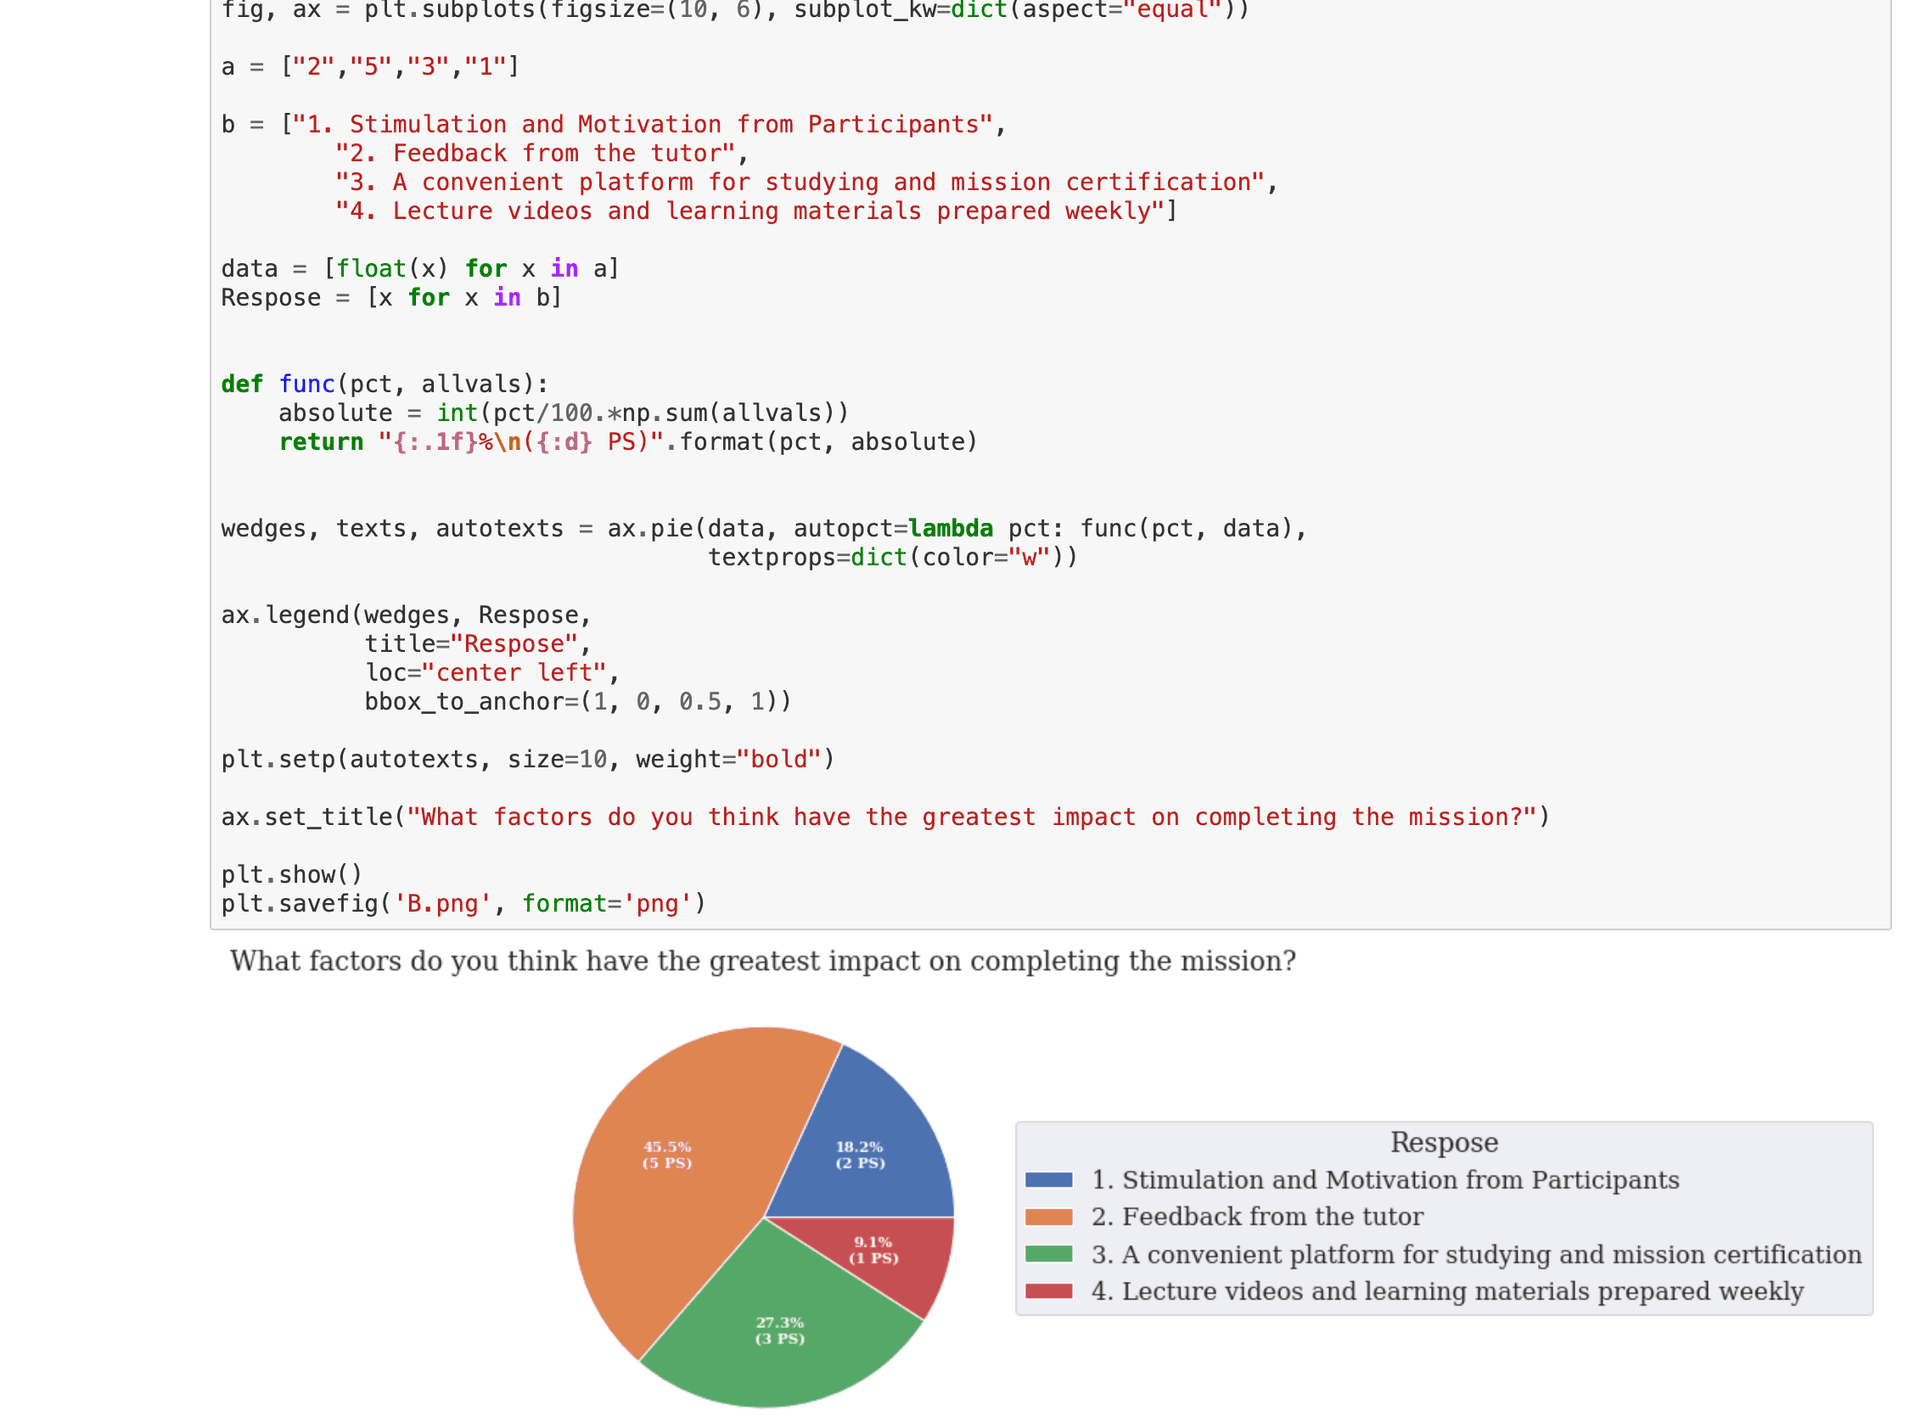 fig, ax = plt.subplots(figsize=(10, 6), subplot_kw=dict(aspect="equal"))
a = ["2","5","3","1"]
b = ["1. Stimulation and Motivation from Participants",
"2. Feedback from the tutor",
"3. A convenient platform for studying and mission certification",
"4. Lecture videos and learning materials prepared weekly"]
data = [float(x) for x in a]
Respose = [x for x in b]
def func(pct, allvals):
absolute = int(pct/100.*np.sum(allvals))
return "{:.1f}%\n({:d} PS)".format(pct, absolute)
wedges, texts, autotexts = ax.pie(data, autopct=lambda pct: func(pct, data),
textprops=dict(color="w"))
ax.legend(wedges, Respose,
title="Respose",
loc="center left",
bbox_to_anchor=(1, 0, 0.5, 1))
plt.setp(autotexts, size=10, weight="bold")
ax.set_title("What factors do you think have the greatest impact on completing the mission?")
plt.show()
plt.savefig('B.png', format='png')
What factors do you think have the greatest impact on completing the mission?
45.5%
(5 PS)
18.2%
(2 PS)
9.1%
(1 PS)
27.3%
(3 PS)
Respose
1. Stimulation and Motivation from Participants
2. Feedback from the tutor
3. A convenient platform for studying and mission certification
4. Lecture videos and learning materials prepared weekly